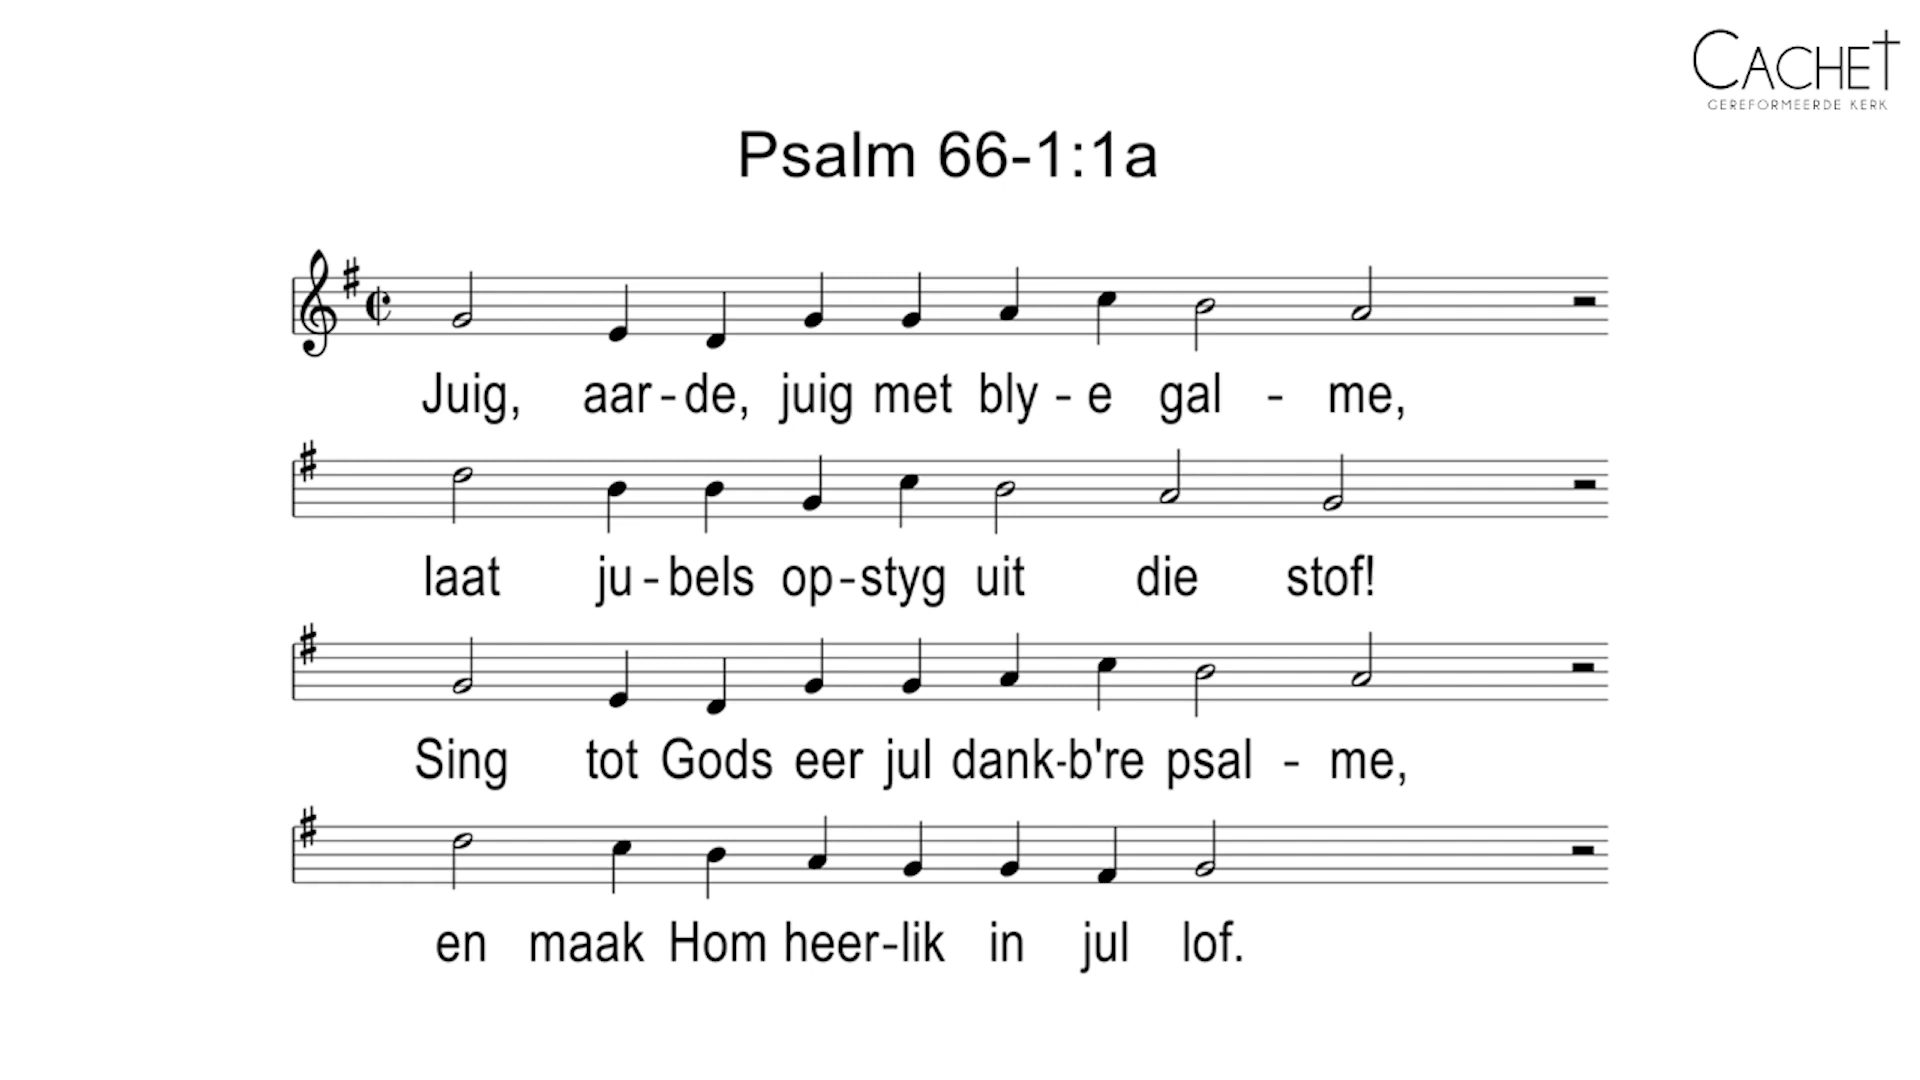 CACHET
GEREFORMEERDE KERK
Psalm 66-1:1a
Juig, aar-de, juig met bly-e gal-me,
laat ju-bels op-styg uit die stof!
Sing tot Gods eer jul dank-b're psal-me,
en maak Hom heer-lik in jul lof.